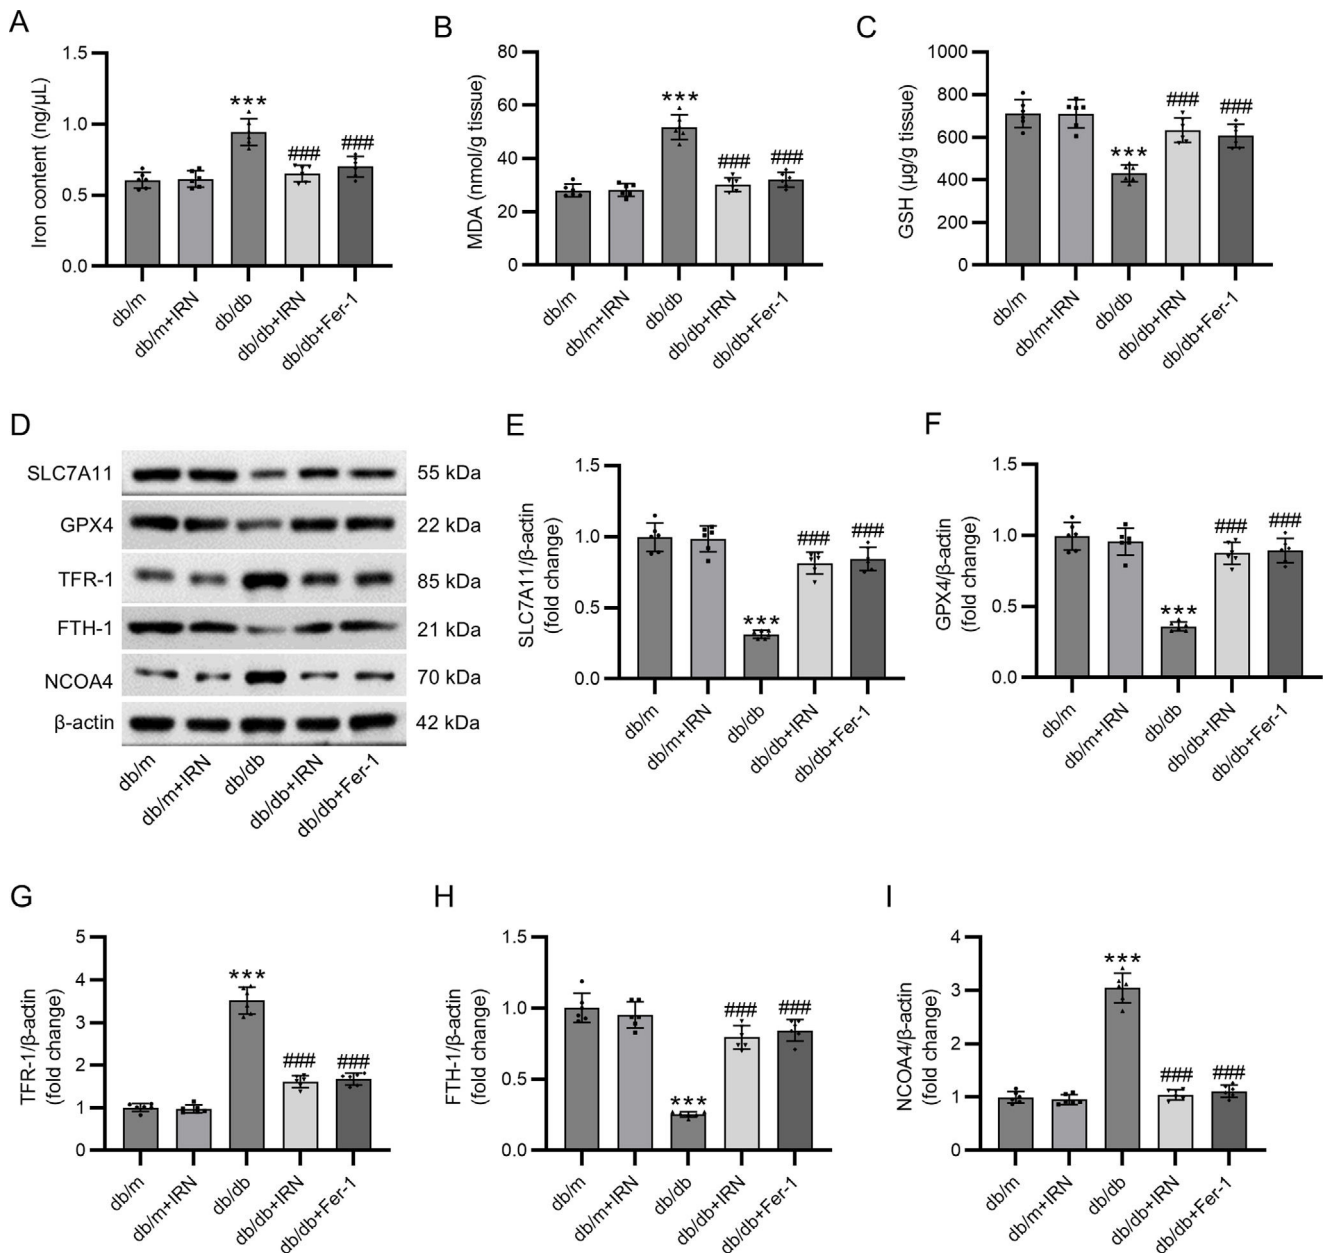 A
Iron content (ng/μL)
1.5
1.0
0.5
0.0
***
###
###
db/m
db/m+IRN
db/db
db/db+IRN
db/db+Fer-1
B
MDA (nmol/g tissue)
80
60
40
20
0
***
###
###
db/m
db/m+IRN
db/db
db/db+IRN
db/db+Fer-1
C
GSH (μg/g tissue)
1000
800
600
400
200
0
***
###
###
db/m
db/m+IRN
db/db
db/db+IRN
db/db+Fer-1
D
SLC7A11 55 kDa
GPX4 22 kDa
TFR-1 85 kDa
FTH-1 21 kDa
NCOA4 70 kDa
β-actin 42 kDa
db/m
db/m+IRN
db/db
db/db+IRN
db/db+Fer-1
E
SLC7A11/β-actin
(fold change)
1.5
1.0
0.5
0.0
***
###
###
db/m
db/m+IRN
db/db
db/db+IRN
db/db+Fer-1
F
GPX4/β-actin
(fold change)
1.5
1.0
0.5
0.0
***
###
###
db/m
db/m+IRN
db/db
db/db+IRN
db/db+Fer-1
G
TFR-1/β-actin
(fold change)
5
4
3
2
1
0
***
###
###
db/m
db/m+IRN
db/db
db/db+IRN
db/db+Fer-1
H
FTH-1/β-actin
(fold change)
1.5
1.0
0.5
0.0
***
###
###
db/m
db/m+IRN
db/db
db/db+IRN
db/db+Fer-1
I
NCOA4/β-actin
(fold change)
4
3
2
1
0
***
###
###
db/m
db/m+IRN
db/db
db/db+IRN
db/db+Fer-1